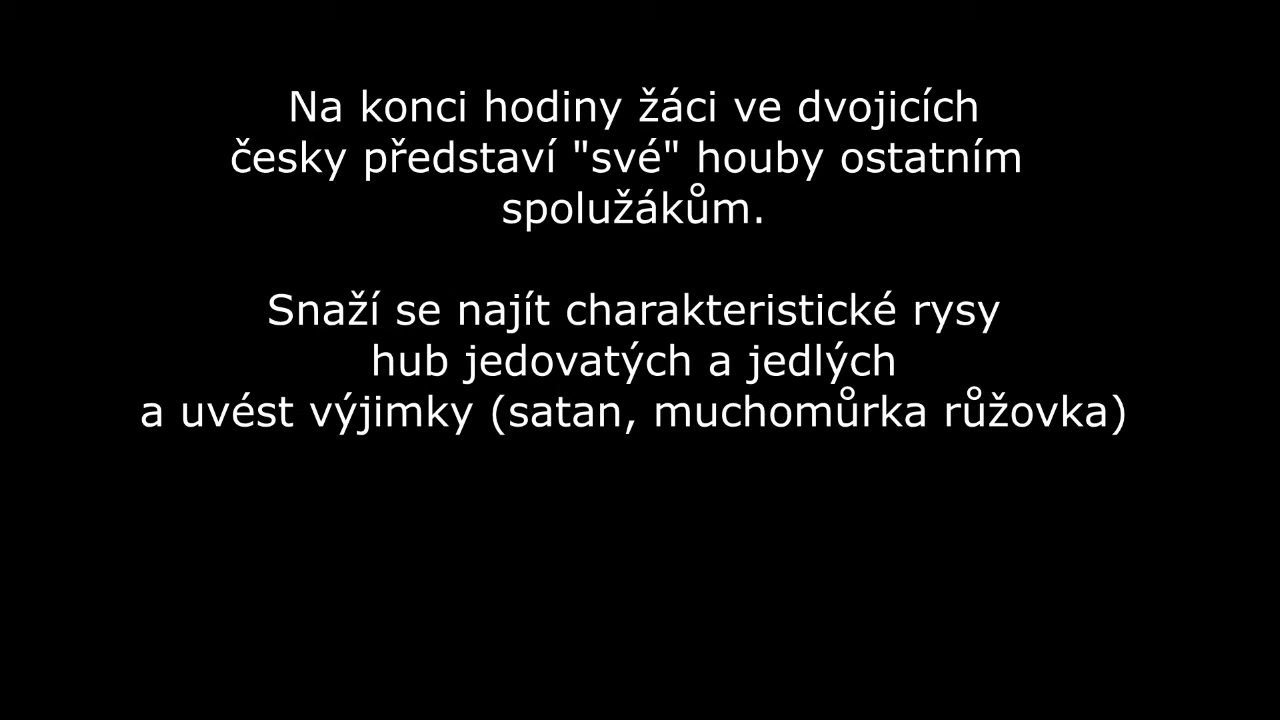 Na konci hodiny žáci ve dvojicích
česky představí "své" houby ostatním
spolužákům.
Snaží se najít charakteristické rysy
hub jedovatých a jedlých
a uvést výjimky (satan, muchomůrka růžovka)